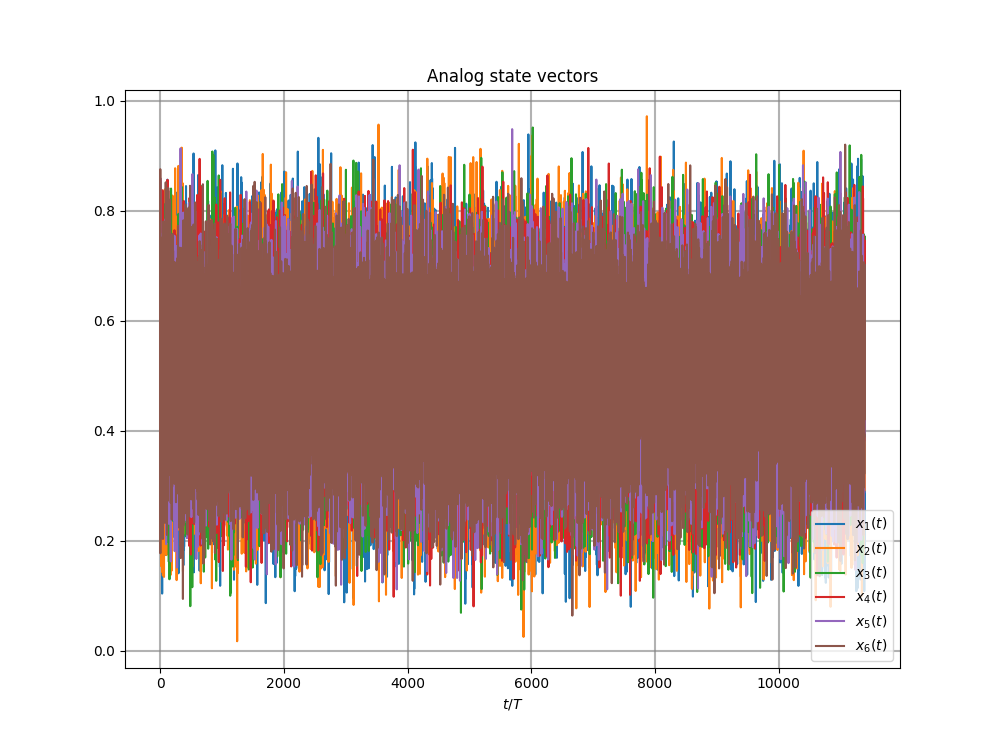 Analog state vectors
1.0
0.8
0.6
0.4
0.2
0.0
0 2000 4000 6000 8000 10000
t/T
x₁(t)
x₂(t)
x₃(t)
x₄(t)
x₅(t)
x₆(t)